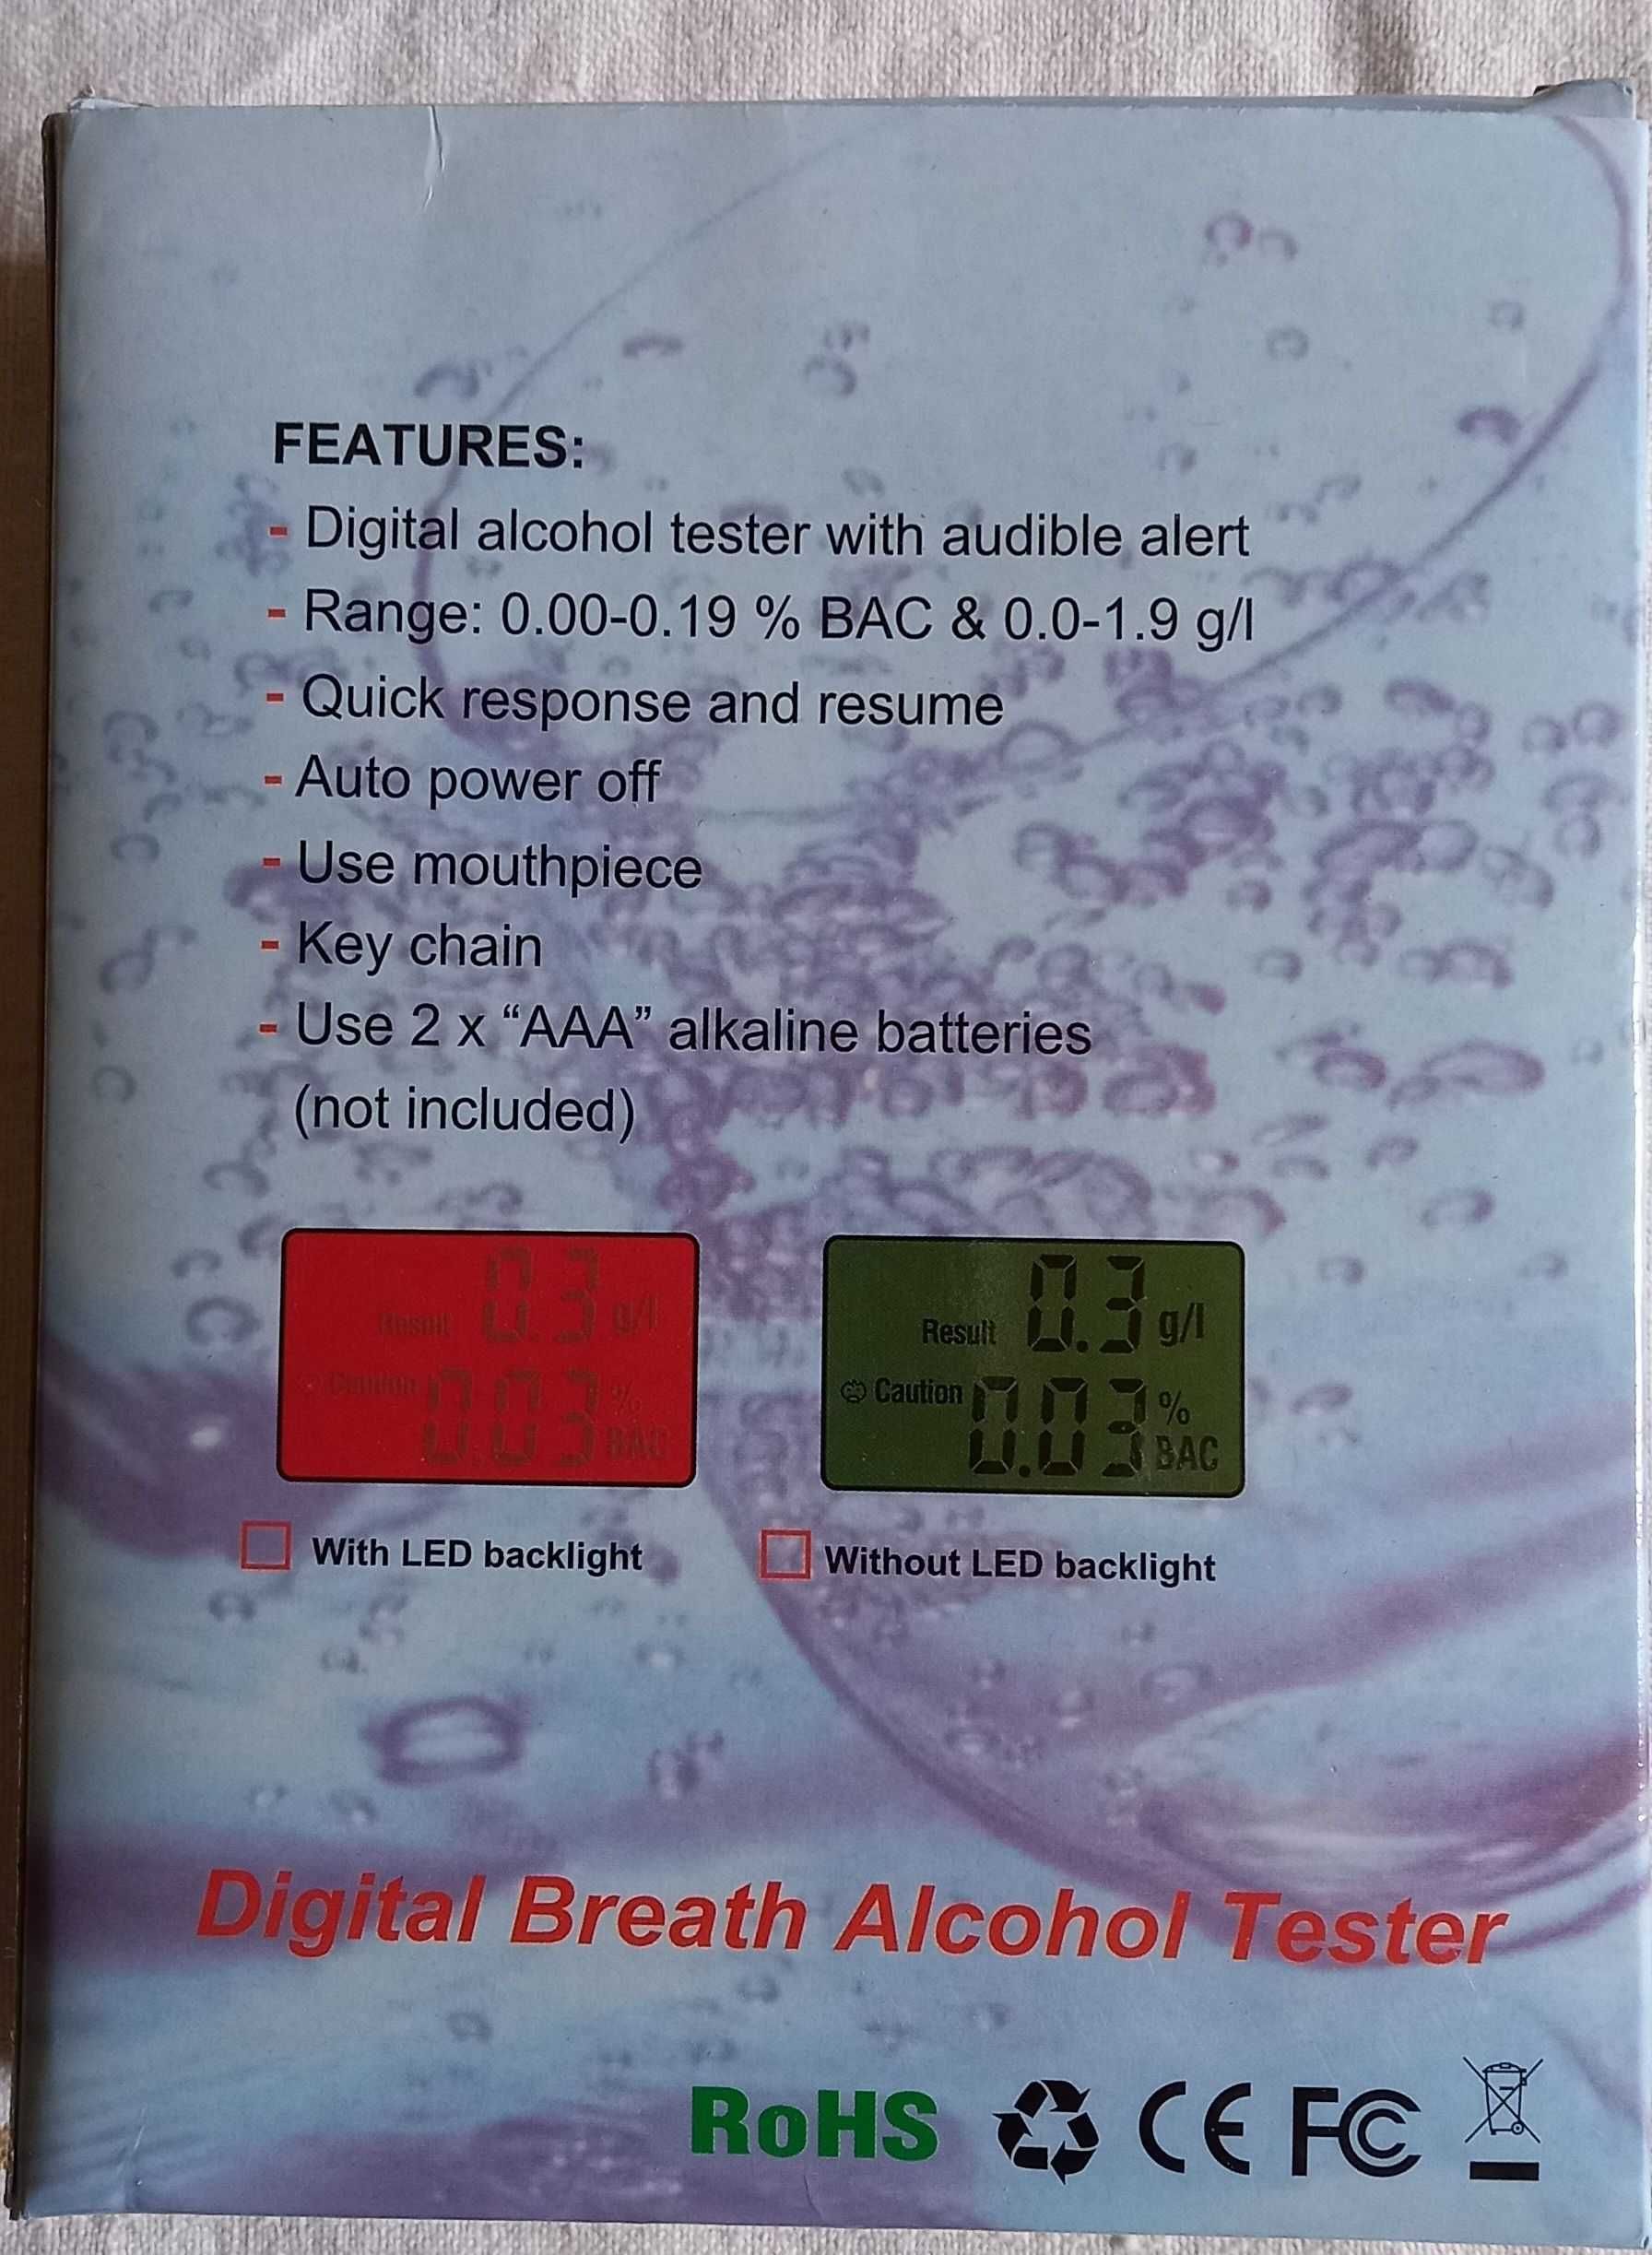 FEATURES:
- Digital alcohol tester with audible alert
- Range: 0.00-0.19 % BAC & 0.0-1.9 g/l
- Quick response and resume
- Auto power off
- Use mouthpiece
- Key chain
- Use 2 x “AAA” alkaline batteries
(not included)
Result 0.3 g/l
Caution 0.03 % BAC
With LED backlight
Result 0.3 g/l
Caution 0.03 % BAC
Without LED backlight
Digital Breath Alcohol Tester
RoHS CE FC